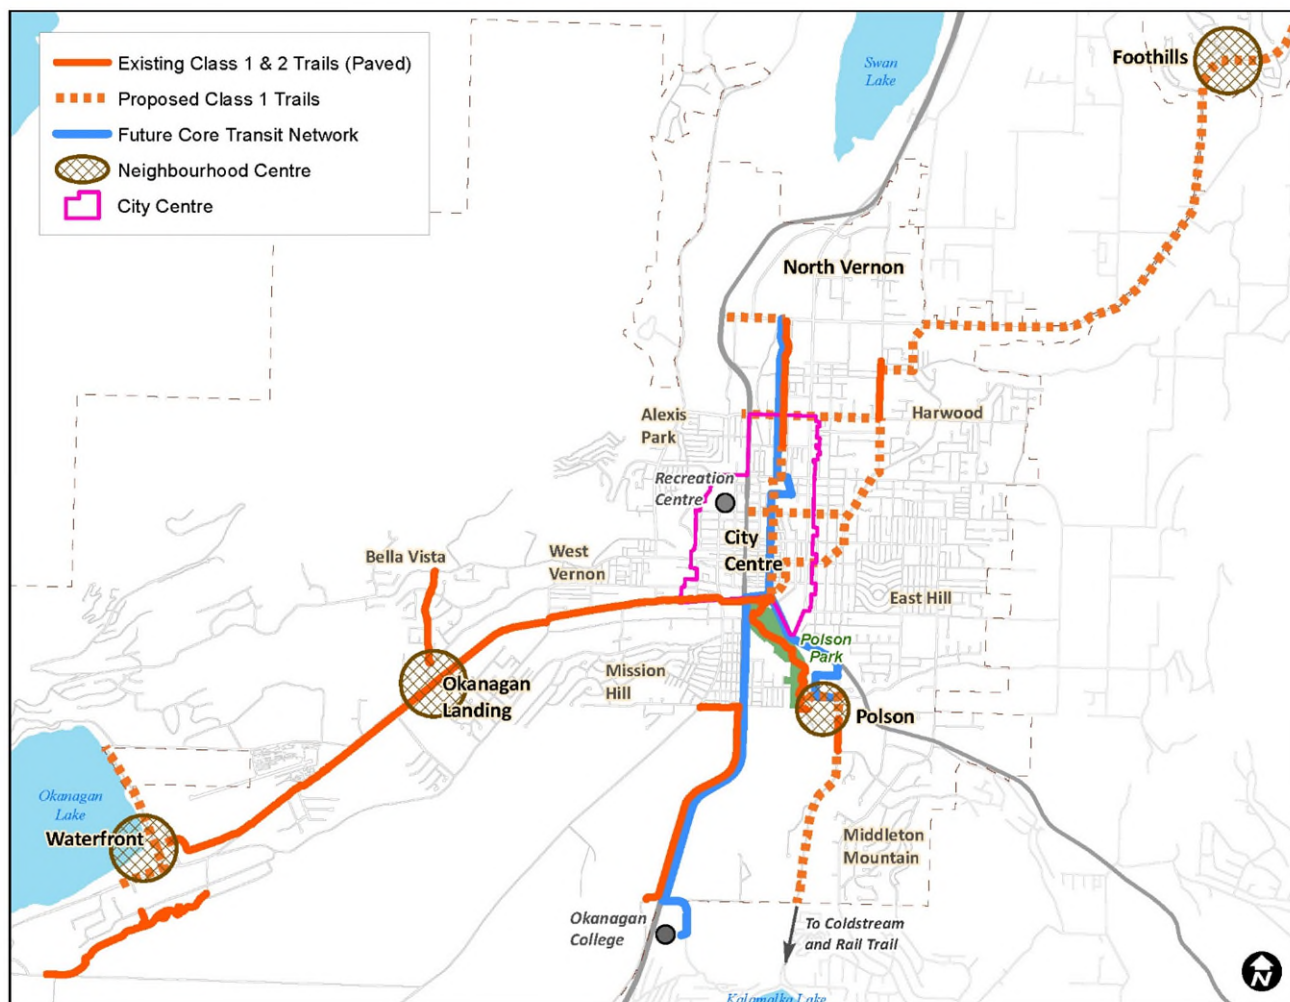 Existing Class 1 & 2 Trails (Paved)
Proposed Class 1 Trails
Future Core Transit Network
Neighbourhood Centre
City Centre
Swan
Lake
Foothills
North Vernon
Alexis
Park
Harwood
Recreation
Centre
City
Centre
Bella Vista
West
Vernon
East Hill
Polson
Park
Mission
Hill
Okanagan
Landing
Polson
Okanagan
Lake
Waterfront
Middleton
Mountain
Okanagan
College
To Coldstream
and Rail Trail
Kalamalka Lake
N